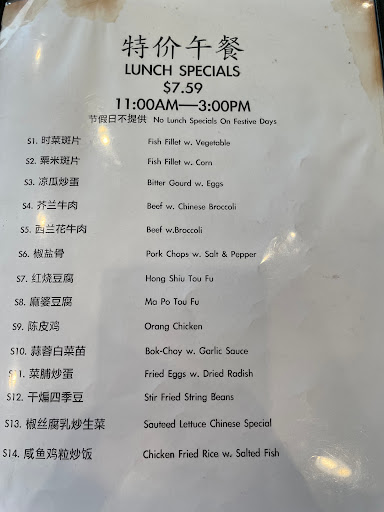 特价午餐
LUNCH SPECIALS
$7.59
11:00AM—3:00PM
节假日不提供 No Lunch Specials On Festive Days
S1. 时菜斑片 Fish Fillet w. Vegetable
S2. 栗米斑片 Fish Fillet w. Corn
S3. 凉瓜炒蛋 Bitter Gourd w. Eggs
S4. 芥兰牛肉 Beef w. Chinese Broccoli
S5. 西兰花牛肉 Beef w.Broccoli
S6. 椒盐骨 Pork Chops w. Salt & Pepper
S7. 红烧豆腐 Hong Shiu Tou Fu
S8. 麻婆豆腐 Ma Po Tou Fu
S9. 陈皮鸡 Orang Chicken
S10. 蒜蓉白菜苗 Bok-Choy w. Garlic Sauce
S11. 菜脯炒蛋 Fried Eggs w. Dried Radish
S12. 干煸四季豆 Stir Fried String Beans
S13. 椒丝腐乳炒生菜 Sauteed Lettuce Chinese Special
S14. 咸鱼鸡粒炒饭 Chicken Fried Rice w. Salted Fish